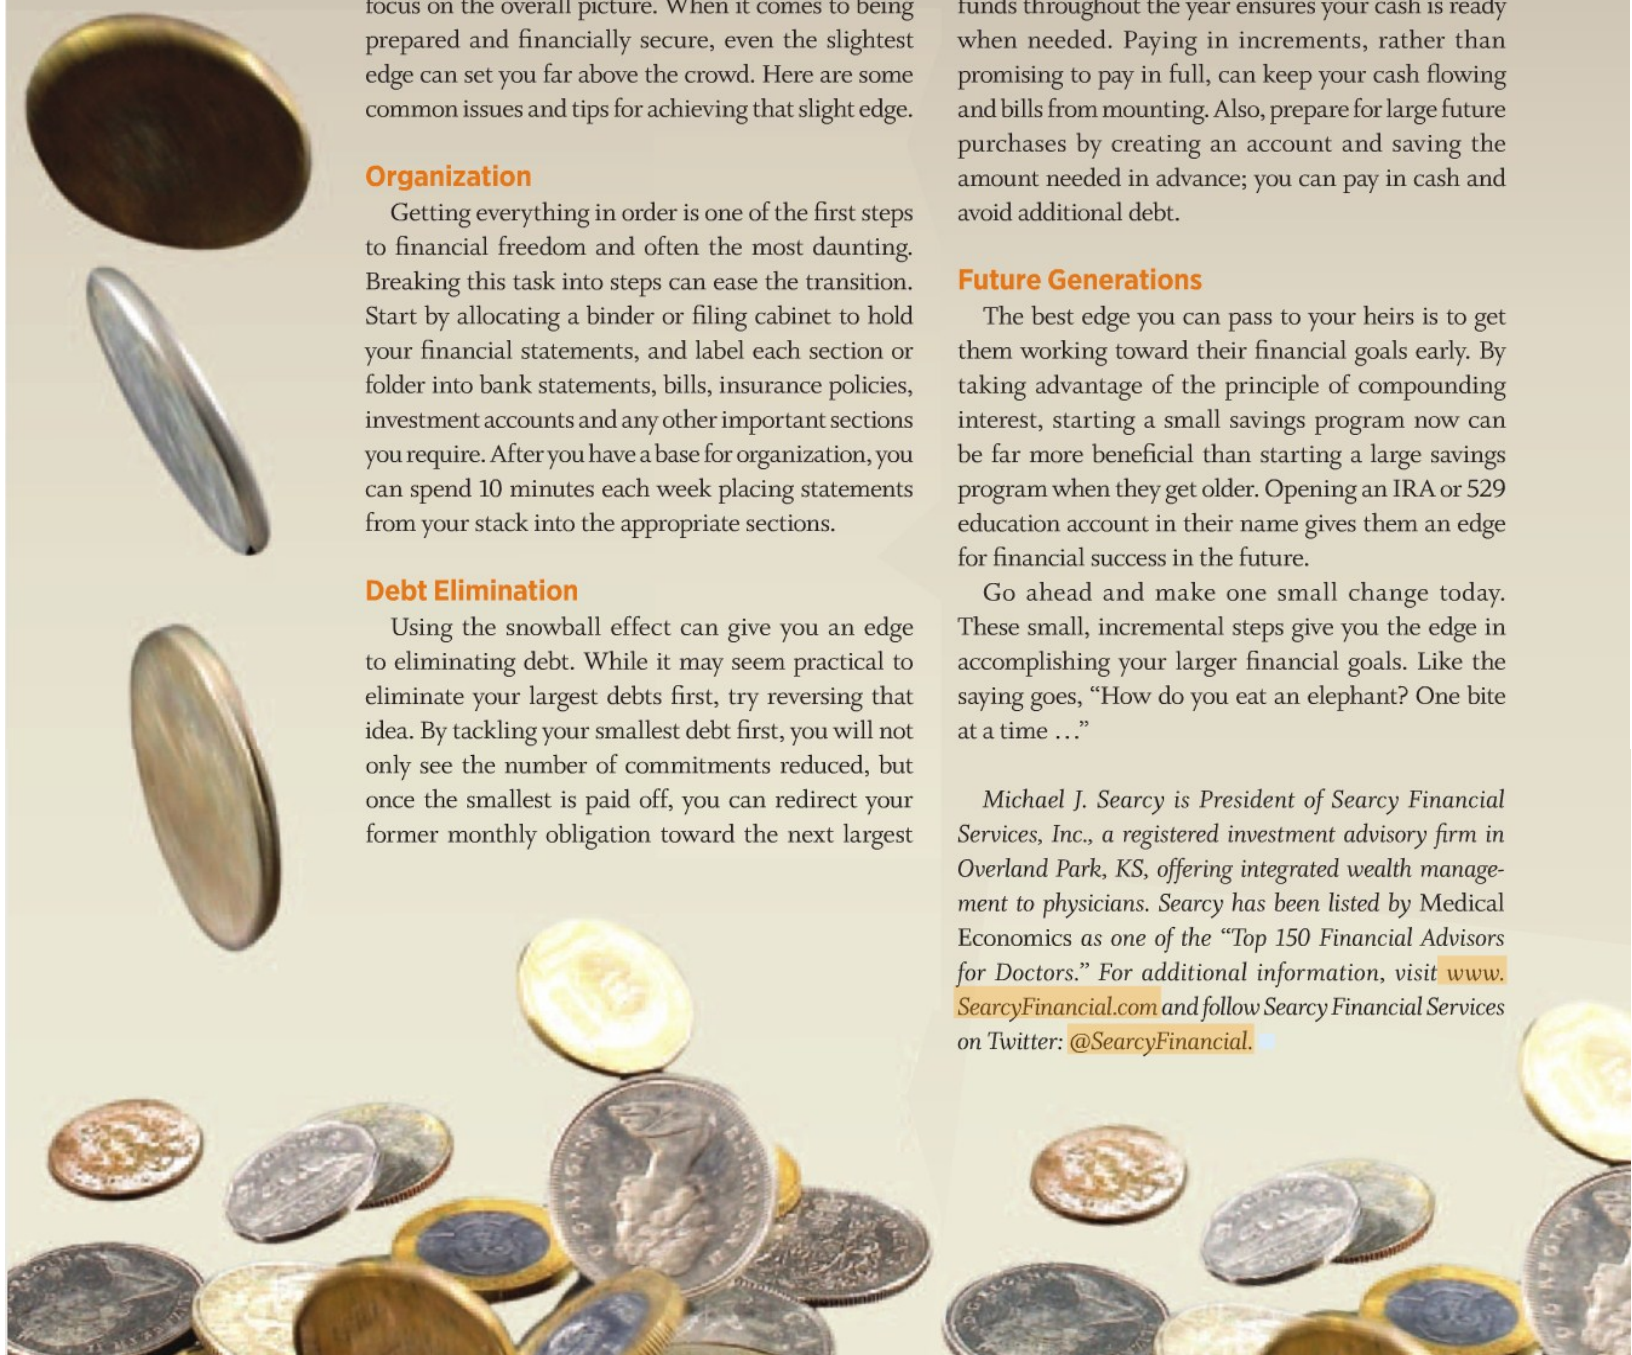 focus on the overall picture. When it comes to being
prepared and financially secure, even the slightest
edge can set you far above the crowd. Here are some
common issues and tips for achieving that slight edge.
Organization
Getting everything in order is one of the first steps
to financial freedom and often the most daunting.
Breaking this task into steps can ease the transition.
Start by allocating a binder or filing cabinet to hold
your financial statements, and label each section or
folder into bank statements, bills, insurance policies,
investment accounts and any other important sections
you require. After you have a base for organization, you
can spend 10 minutes each week placing statements
from your stack into the appropriate sections.
Debt Elimination
Using the snowball effect can give you an edge
to eliminating debt. While it may seem practical to
eliminate your largest debts first, try reversing that
idea. By tackling your smallest debt first, you will not
only see the number of commitments reduced, but
once the smallest is paid off, you can redirect your
former monthly obligation toward the next largest
funds throughout the year ensures your cash is ready
when needed. Paying in increments, rather than
promising to pay in full, can keep your cash flowing
and bills from mounting. Also, prepare for large future
purchases by creating an account and saving the
amount needed in advance; you can pay in cash and
avoid additional debt.
Future Generations
The best edge you can pass to your heirs is to get
them working toward their financial goals early. By
taking advantage of the principle of compounding
interest, starting a small savings program now can
be far more beneficial than starting a large savings
program when they get older. Opening an IRA or 529
education account in their name gives them an edge
for financial success in the future.
Go ahead and make one small change today.
These small, incremental steps give you the edge in
accomplishing your larger financial goals. Like the
saying goes, “How do you eat an elephant? One bite
at a time …”
Michael J. Searcy is President of Searcy Financial
Services, Inc., a registered investment advisory firm in
Overland Park, KS, offering integrated wealth manage-
ment to physicians. Searcy has been listed by Medical
Economics as one of the “Top 150 Financial Advisors
for Doctors.” For additional information, visit www.
SearcyFinancial.com and follow Searcy Financial Services
on Twitter: @SearcyFinancial.